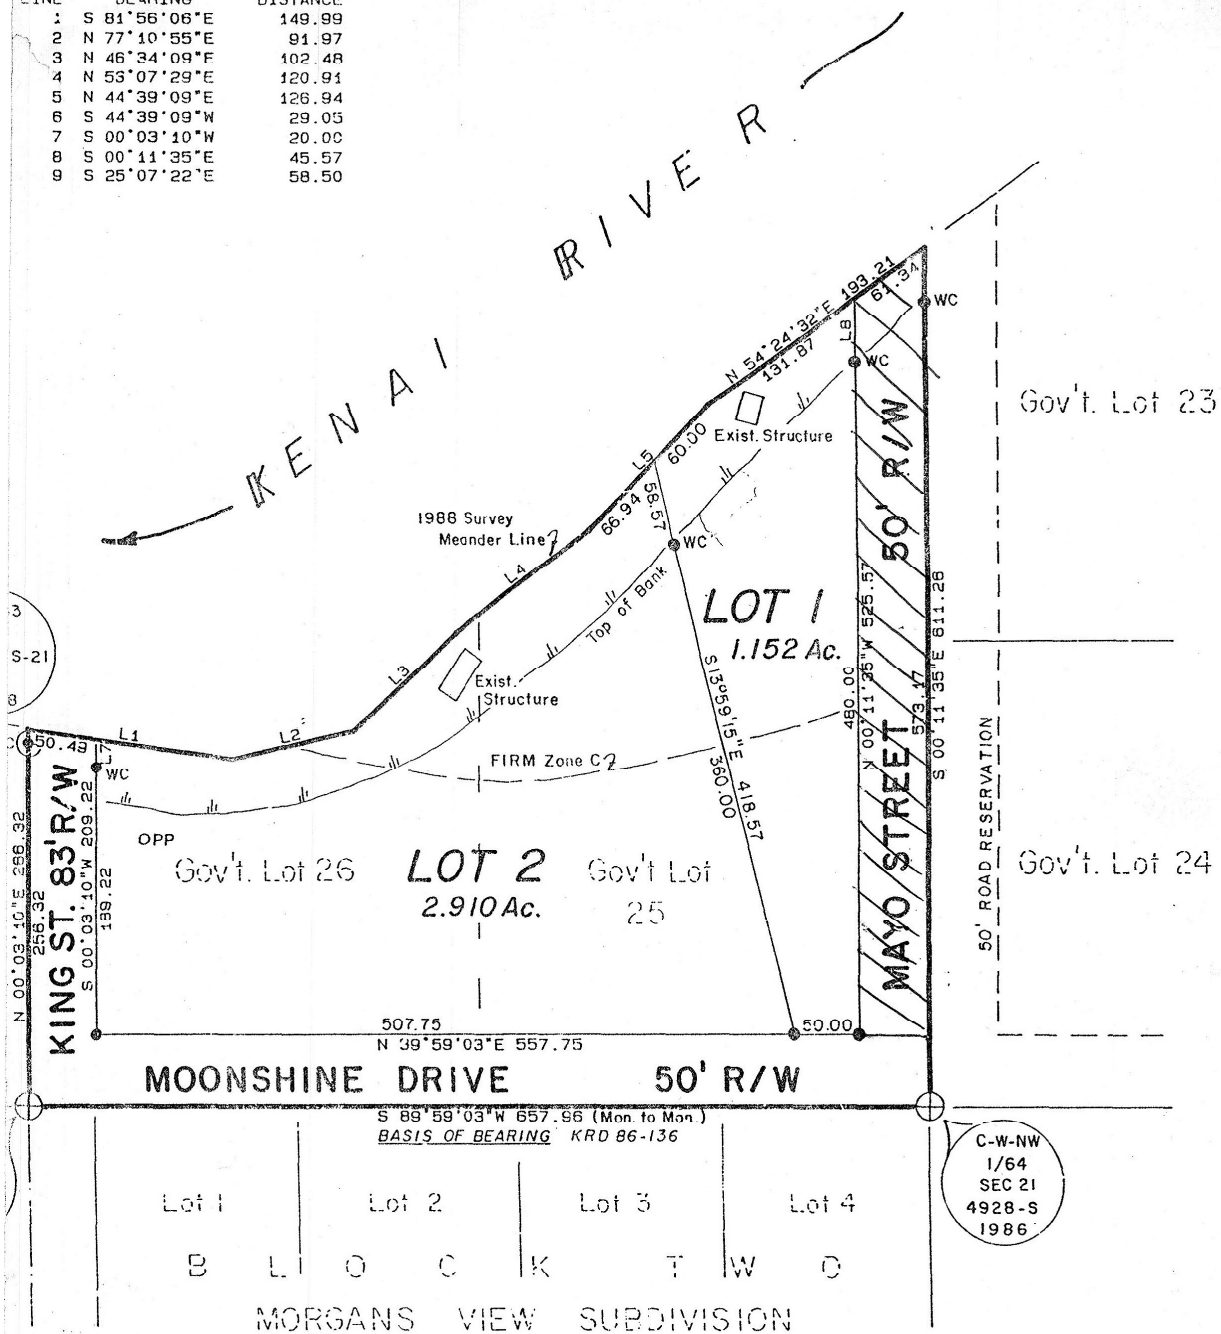 LINE BEARING DISTANCE
1 S 81°56'06"E 149.99
2 N 77°10'55"E 91.97
3 N 46°34'09"E 102.48
4 N 53°07'29"E 120.91
5 N 44°39'09"E 126.94
6 S 44°39'09"W 29.05
7 S 00°03'10"W 20.00
8 S 00°11'35"E 45.57
9 S 25°07'22"E 58.50
KENAI RIVER
N 54°24'32"E 193.21
61.34
131.87
WC
L8
WC
Gov't. Lot 23
50' R/W
Exist. Structure
60.00
L5
58.57
66.94
1988 Survey
Meander Line
WC
L4
Top of Bank
LOT 1
1.152 Ac.
N 00°11'35"W 525.57
480.00
573.17
S 00°11'35"E 611.26
S-21
L3
Exist.
Structure
S13°59'15"E 418.57
360.00
L1
L2
50.49
L7
WC
FIRM Zone C
MAYO STREET
50' ROAD RESERVATION
KING ST. 83' R/W
N 00°03'10"E 286.32
256.32
S 00°03'10"W 209.22
189.22
OPP
Gov't. Lot 26
LOT 2
2.910 Ac.
Gov't Lot
25
Gov't. Lot 24
507.75
50.00
N 39°59'03"E 557.75
MOONSHINE DRIVE 50' R/W
S 89°59'03"W 657.96 (Mon. to Mon.)
BASIS OF BEARING KRD 86-136
C-W-NW
1/64
SEC 21
4928-S
1986
Lot 1 Lot 2 Lot 3 Lot 4
BLOCK TWO
MORGANS VIEW SUBDIVISION